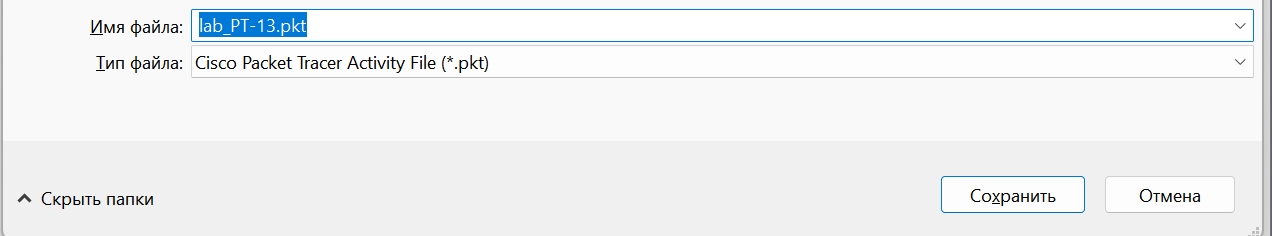 Имя файла: lab_PT-13.pkt
Тип файла: Cisco Packet Tracer Activity File (*.pkt)
Скрыть папки Сохранить Отмена